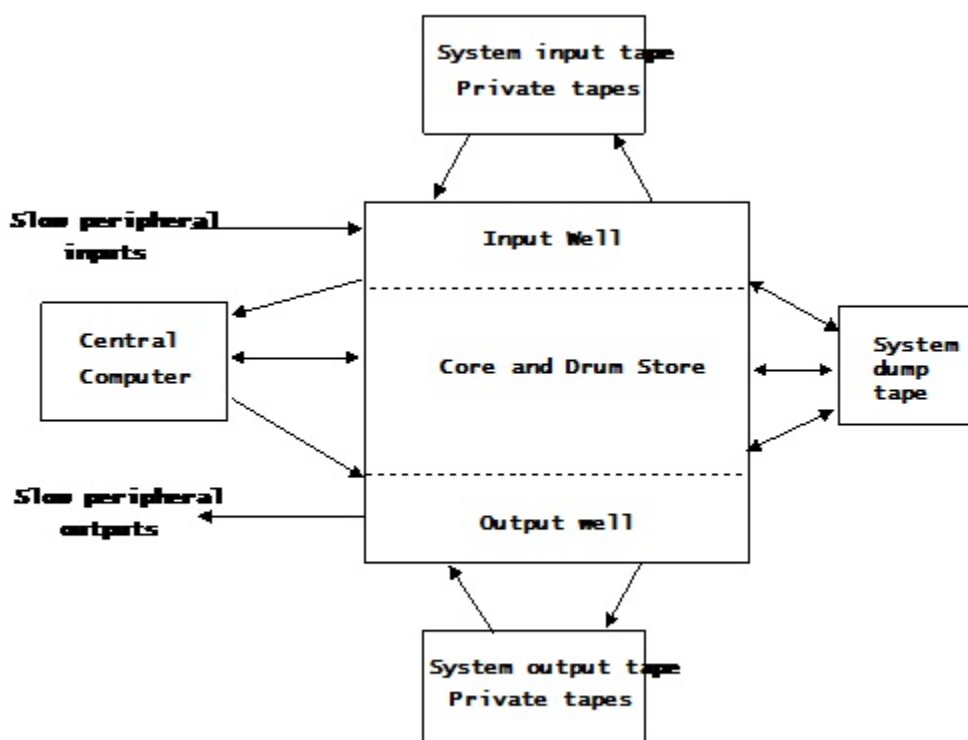 System input tape
Private tapes
Slow peripheral
inputs
Input Well
Central
Computer
Core and Drum Store
System
dump
tape
Slow peripheral
outputs
Output well
System output tape
Private tapes